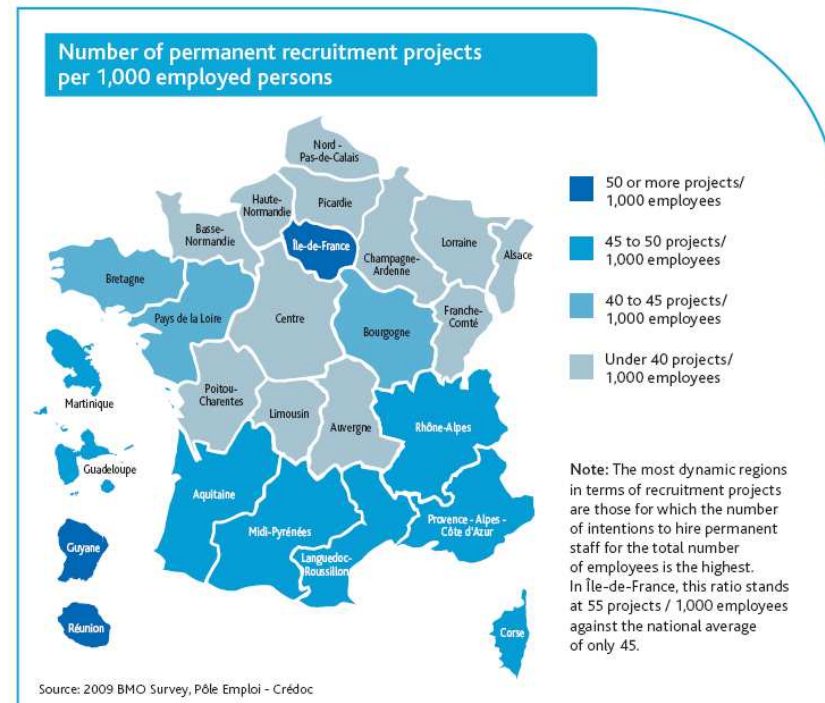 Number of permanent recruitment projects
per 1,000 employed persons
Nord -
Pas-de-Calais
Haute-
Normandie
Picardie
Basse-
Normandie
Île-de-France
Champagne-
Ardenne
Lorraine
Alsace
Bretagne
Pays de la Loire
Centre
Bourgogne
Franche-
Comté
Poitou-
Charentes
Limousin
Auvergne
Rhône-Alpes
Aquitaine
Midi-Pyrénées
Languedoc-
Roussillon
Provence - Alpes -
Côte d'Azur
Corse
Martinique
Guadeloupe
Guyane
Réunion
50 or more projects/
1,000 employees
45 to 50 projects/
1,000 employees
40 to 45 projects/
1,000 employees
Under 40 projects/
1,000 employees
Note: The most dynamic regions
in terms of recruitment projects
are those for which the number
of intentions to hire permanent
staff for the total number
of employees is the highest.
In Île-de-France, this ratio stands
at 55 projects / 1,000 employees
against the national average
of only 45.
Source: 2009 BMO Survey, Pôle Emploi - Crédoc